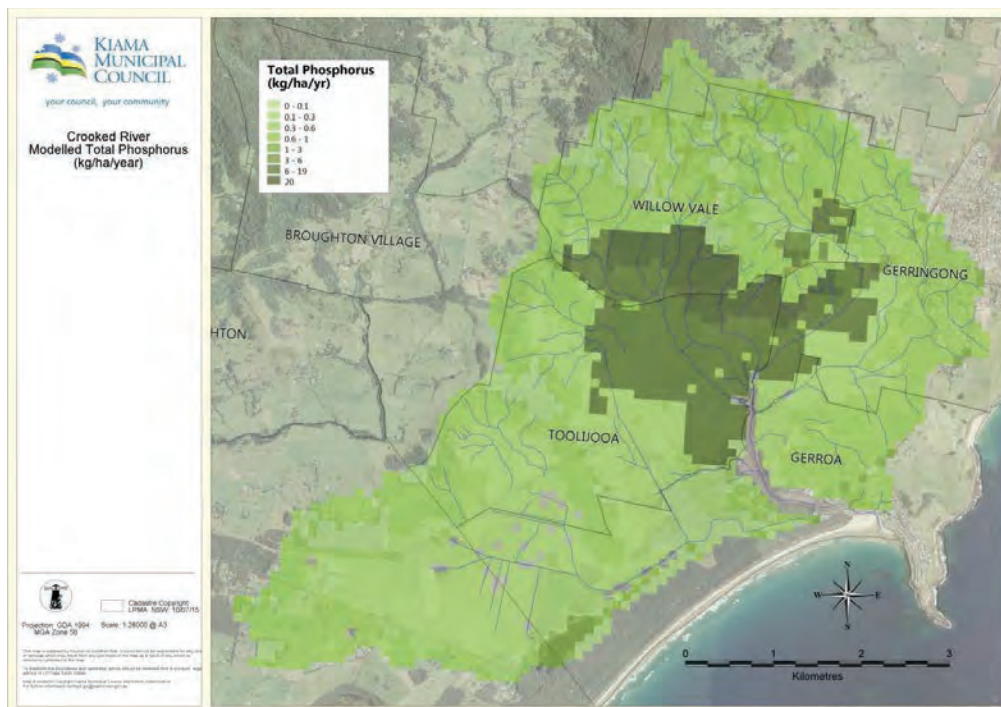 KIAMA
MUNICIPAL
COUNCIL
your council, your community
Crooked River
Modelled Total Phosphorus
(kg/ha/year)
Cadastre Copyright
LPMA NSW 10/07/15
Projection: GDA 1994
MGA Zone 56
Scale: 1:26000 @ A3
Total Phosphorus
(kg/ha/yr)
0 - 0.1
0.1 - 0.3
0.3 - 0.6
0.6 - 1
1 - 3
3 - 6
6 - 19
20
WILLOW VALE
BROUGHTON VILLAGE
GERRINGONG
HTON
TOOLIJOOA
GERROA
N
W
E
S
0
1
2
3
Kilometres